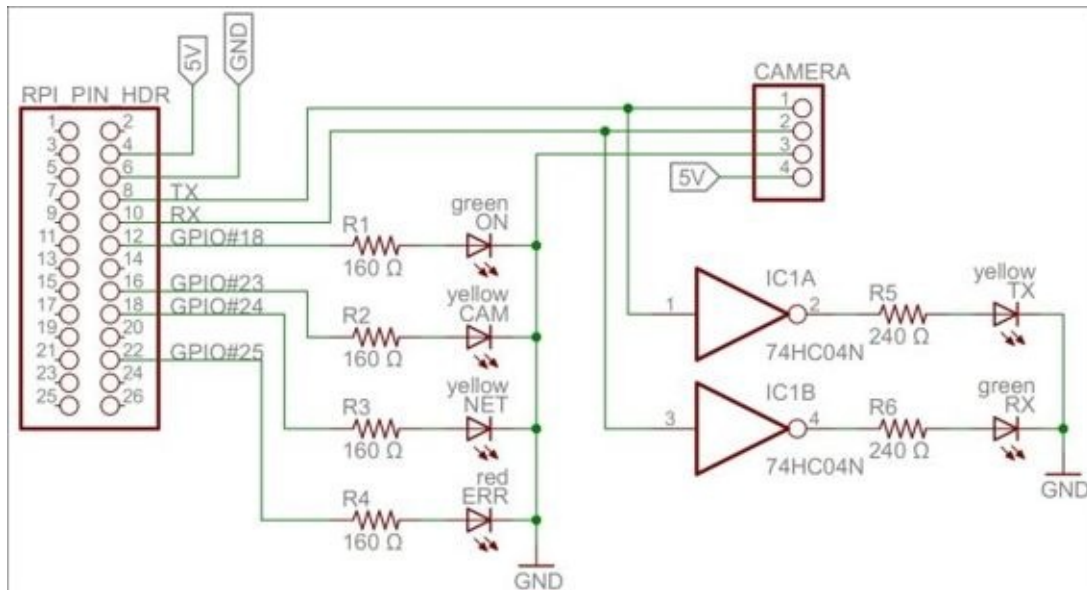 5V
GND
RPI PIN HDR
1 2
3 4
5 6
7 8
9 10
11 12
13 14
15 16
17 18
19 20
21 22
23 24
25 26
TX
RX
GPIO#18
GPIO#23
GPIO#24
GPIO#25
R1
160 Ω
green
ON
R2
160 Ω
yellow
CAM
R3
160 Ω
yellow
NET
R4
160 Ω
red
ERR
GND
CAMERA
1
2
3
4
5V
1
IC1A
2
74HC04N
R5
240 Ω
yellow
TX
3
IC1B
4
74HC04N
R6
240 Ω
green
RX
GND